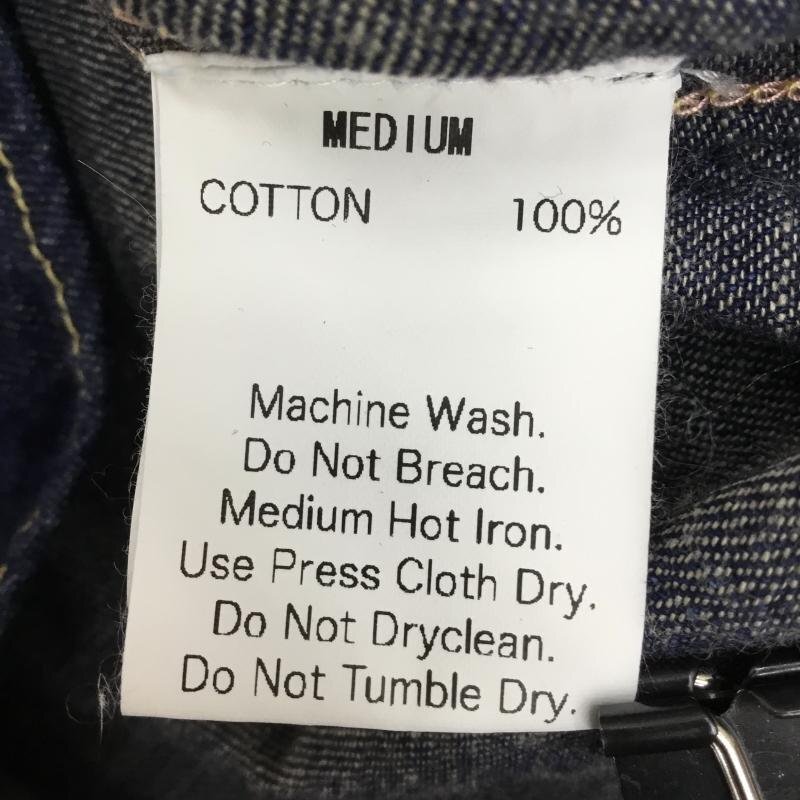 MEDIUM
COTTON 100%
Machine Wash.
Do Not Breach.
Medium Hot Iron.
Use Press Cloth Dry.
Do Not Dryclean.
Do Not Tumble Dry.